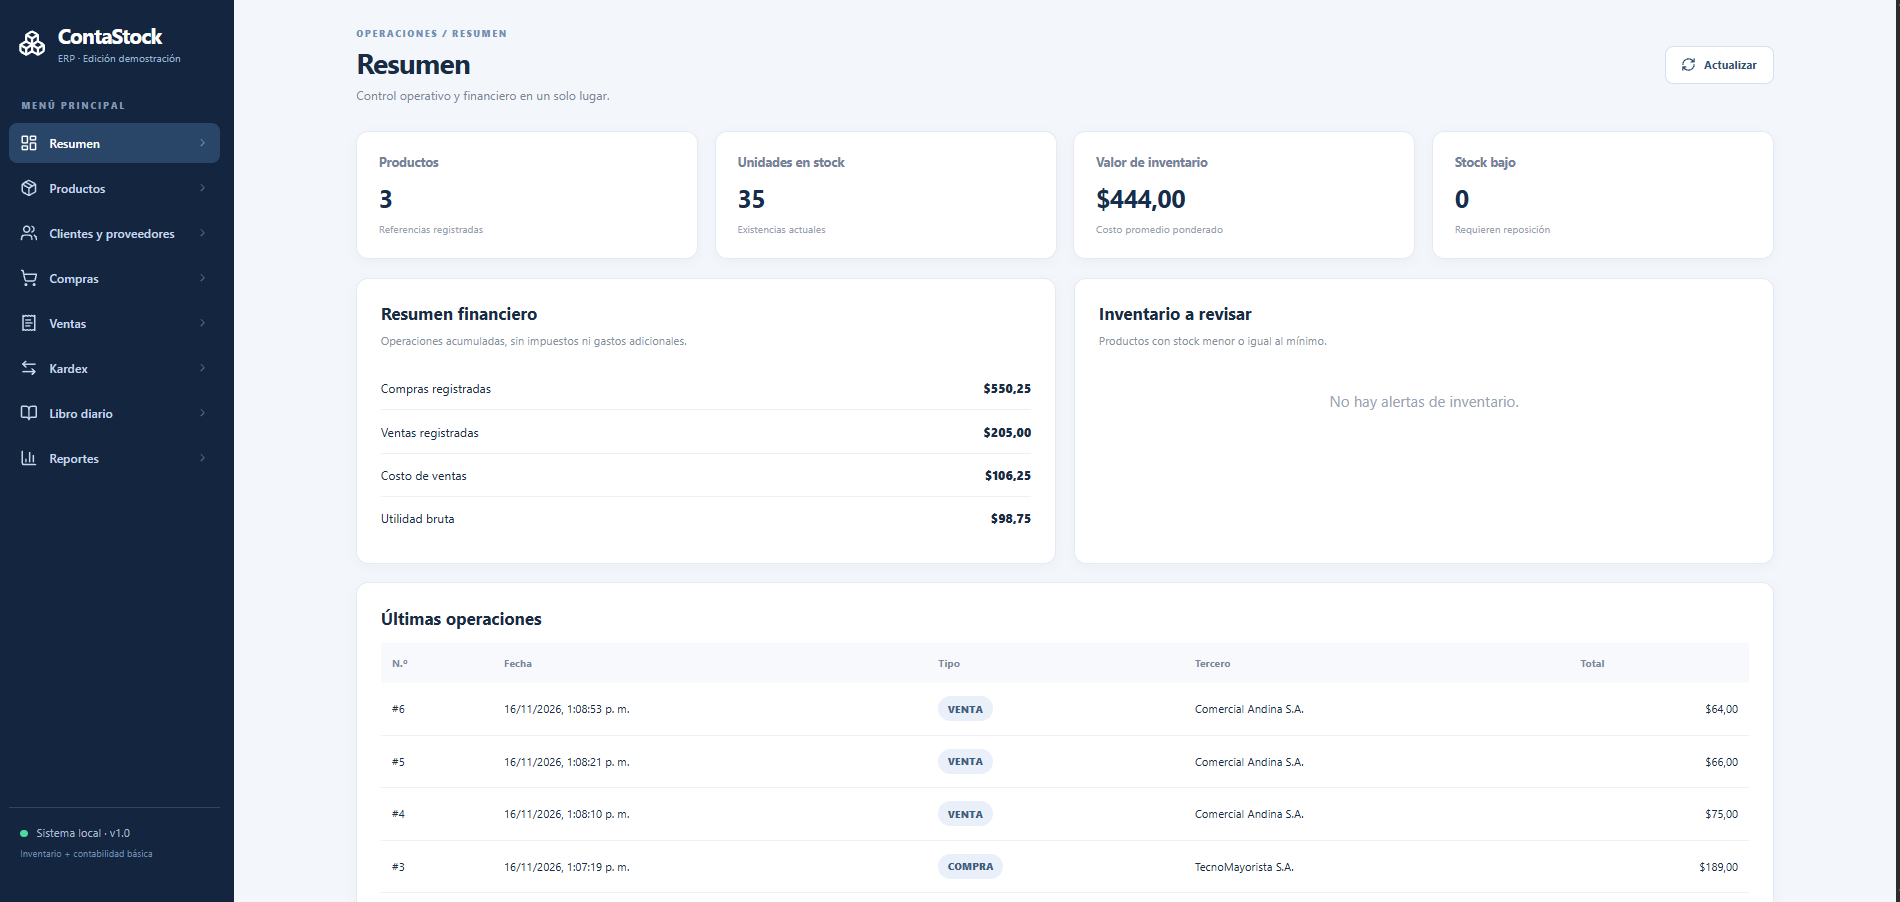 ContaStock
ERP · Edición demostración
MENÚ PRINCIPAL
Resumen
Productos
Clientes y proveedores
Compras
Ventas
Kardex
Libro diario
Reportes
Sistema local · v1.0
Inventario + contabilidad básica
OPERACIONES / RESUMEN
Resumen
Control operativo y financiero en un solo lugar.
Actualizar
Productos
3
Referencias registradas
Unidades en stock
35
Existencias actuales
Valor de inventario
$444,00
Costo promedio ponderado
Stock bajo
0
Requieren reposición
Resumen financiero
Operaciones acumuladas, sin impuestos ni gastos adicionales.
Compras registradas $550,25
Ventas registradas $205,00
Costo de ventas $106,25
Utilidad bruta $98,75
Inventario a revisar
Productos con stock menor o igual al mínimo.
No hay alertas de inventario.
Últimas operaciones
N.º Fecha Tipo Tercero Total
#6 16/11/2026, 1:08:53 p. m. VENTA Comercial Andina S.A. $64,00
#5 16/11/2026, 1:08:21 p. m. VENTA Comercial Andina S.A. $66,00
#4 16/11/2026, 1:08:10 p. m. VENTA Comercial Andina S.A. $75,00
#3 16/11/2026, 1:07:19 p. m. COMPRA TecnoMayorista S.A. $189,00